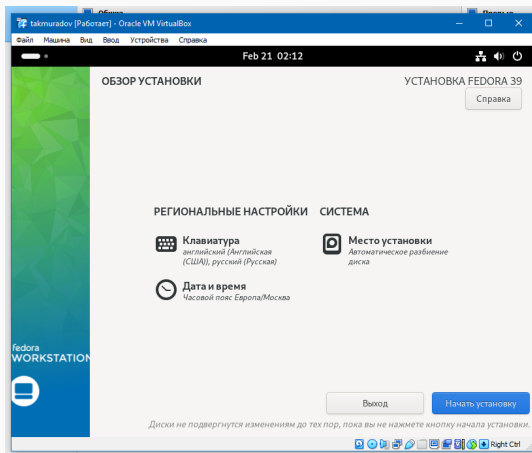 takmuradov [Работает] - Oracle VM VirtualBox
Файл Машина Вид Ввод Устройства Справка
Feb 21 02:12
ОБЗОР УСТАНОВКИ
УСТАНОВКА FEDORA 39
Справка
РЕГИОНАЛЬНЫЕ НАСТРОЙКИ
Клавиатура
английский (Английская
(США)), русский (Русская)
Дата и время
Часовой пояс Европа/Москва
СИСТЕМА
Место установки
Автоматическое разбиение
диска
fedora
WORKSTATION
Выход
Начать установку
Диски не подвергнутся изменениям до тех пор, пока вы не нажмете кнопку начала установки.
Right Ctrl